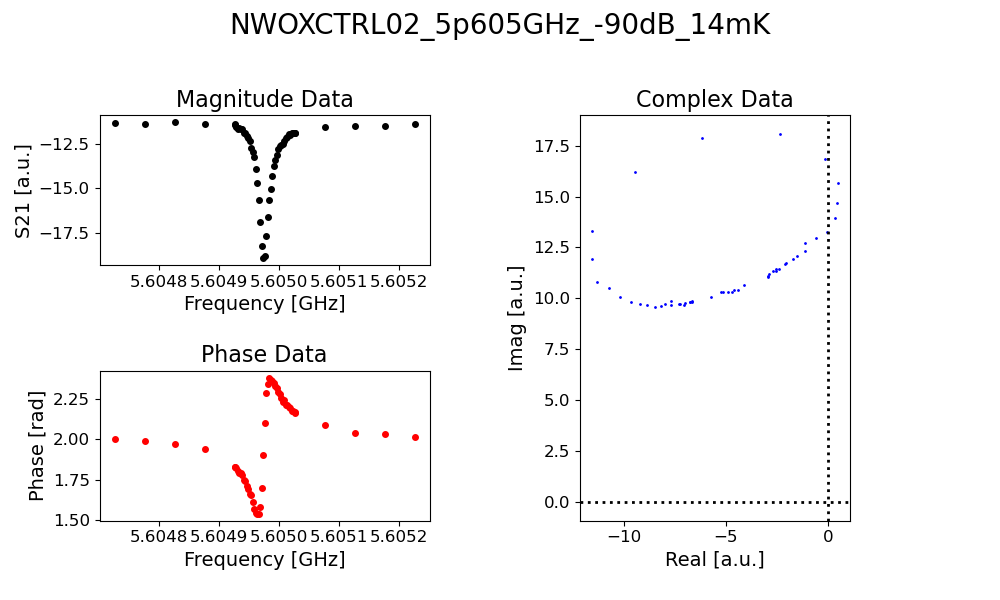 NWOXCTRL02_5p605GHz_-90dB_14mK
Magnitude Data
S21 [a.u.]
−12.5
−15.0
−17.5
5.6048 5.6049 5.6050 5.6051 5.6052
Frequency [GHz]
Phase Data
Phase [rad]
2.25
2.00
1.75
1.50
5.6048 5.6049 5.6050 5.6051 5.6052
Frequency [GHz]
Complex Data
Imag [a.u.]
17.5
15.0
12.5
10.0
7.5
5.0
2.5
0.0
−10 −5 0
Real [a.u.]